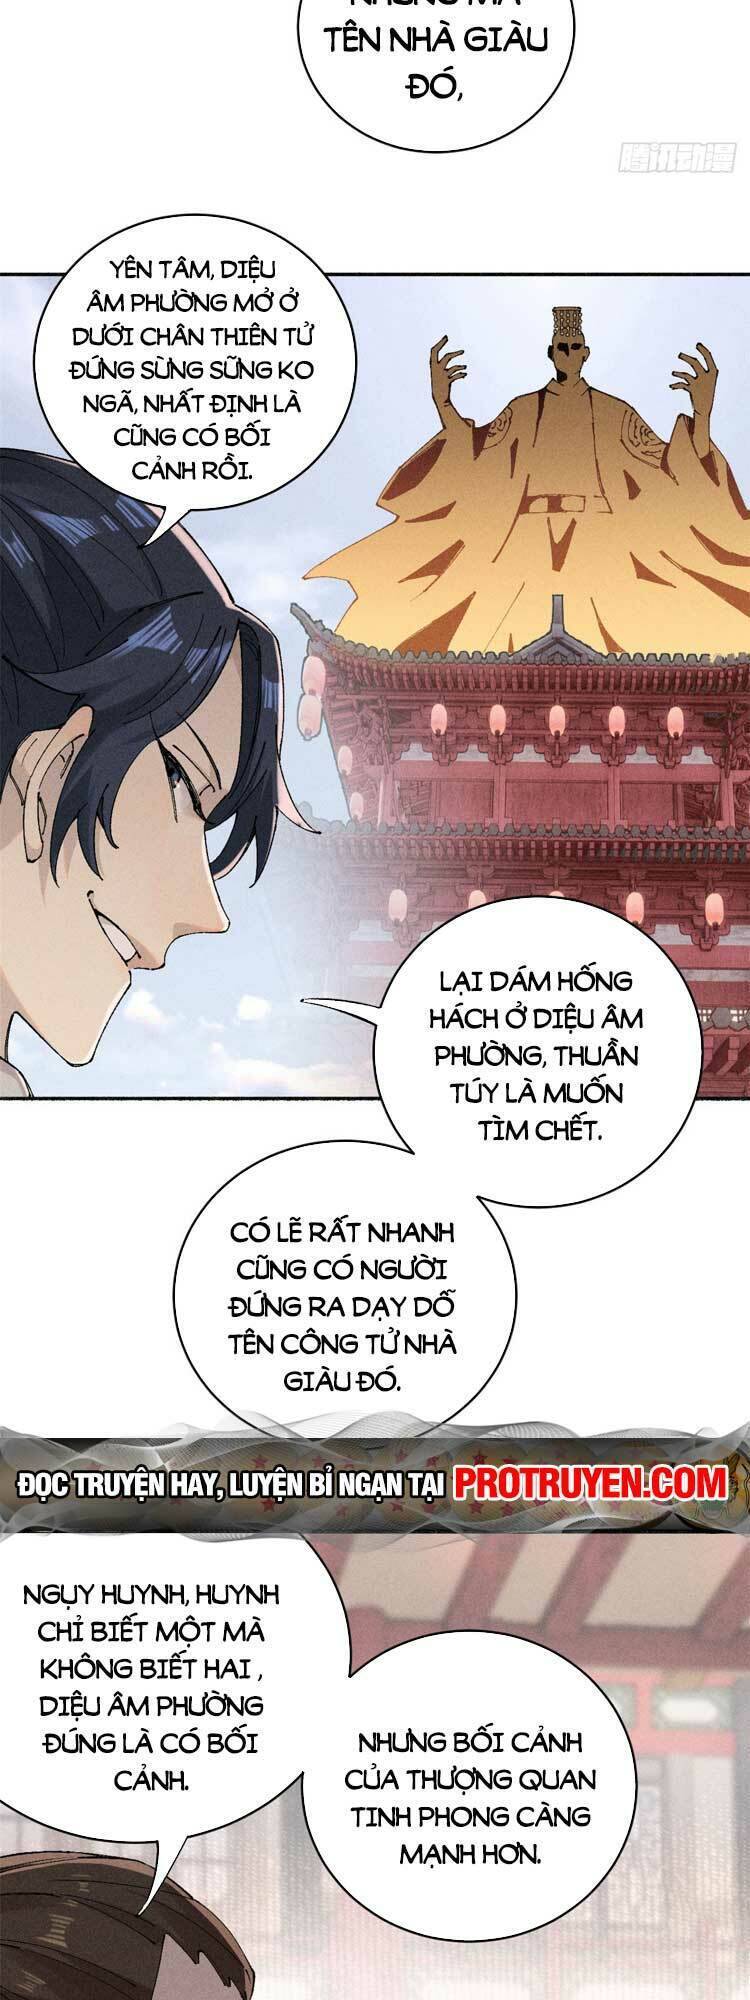 TÊN NHÀ GIÀU
ĐÓ,
腾讯动漫
YÊN TÂM, DIỆU
ÂM PHƯỜNG MỞ Ở
DƯỚI CHÂN THIÊN TỬ
ĐỨNG SỪNG SỮNG KO
NGÃ, NHẤT ĐỊNH LÀ
CŨNG CÓ BỐI
CẢNH RỒI.
LẠI DÁM HỐNG
HÁCH Ở DIỆU ÂM
PHƯỜNG, THUẦN
TÚY LÀ MUỐN
TÌM CHẾT.
CÓ LẼ RẤT NHANH
CŨNG CÓ NGƯỜI
ĐỨNG RA DẠY DỖ
TÊN CÔNG TỬ NHÀ
GIÀU ĐÓ.
ĐỌC TRUYỆN HAY, LUYỆN BỈ NGẠN TẠI PROTRUYEN.COM
NGỤY HUYNH, HUYNH
CHỈ BIẾT MỘT MÀ
KHÔNG BIẾT HAI ,
DIỆU ÂM PHƯỜNG
ĐÚNG LÀ CÓ BỐI
CẢNH.
NHƯNG BỐI CẢNH
CỦA THƯỢNG QUAN
TINH PHONG CÀNG
MẠNH HƠN.